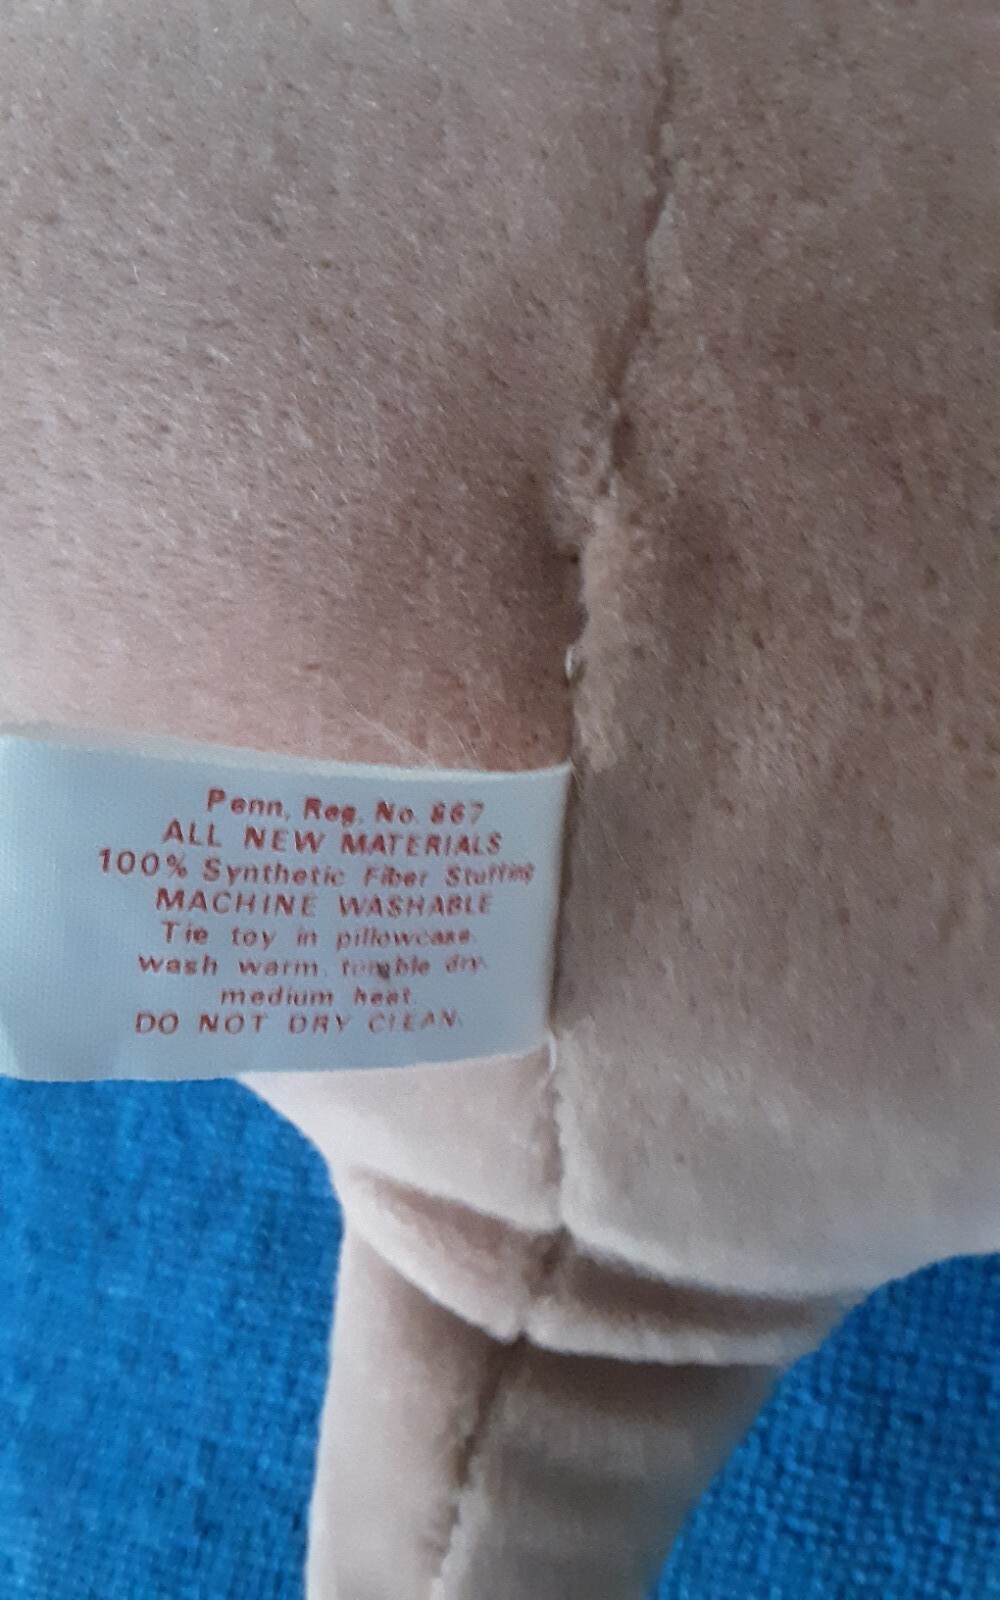 Penn, Reg, No. 867
ALL NEW MATERIALS
100% Synthetic Fiber Stuffing
MACHINE WASHABLE
Tie toy in pillowcase.
wash warm, tumble dry.
medium heat.
DO NOT DRY CLEAN.